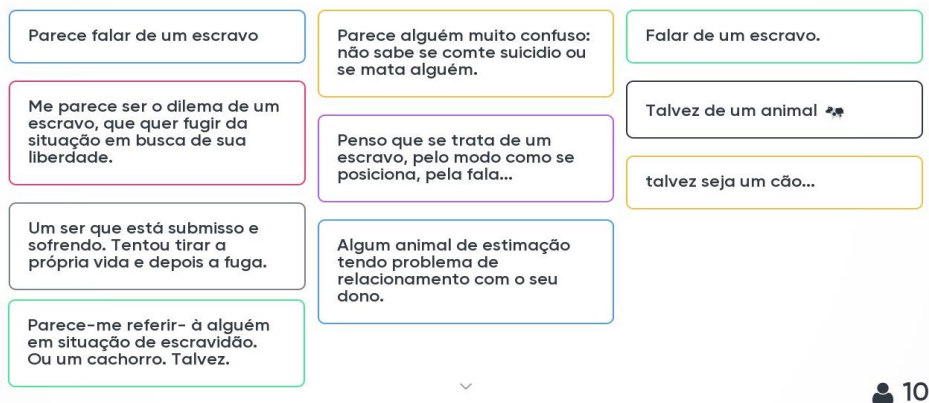 Parece falar de um escravo
Me parece ser o dilema de um
escravo, que quer fugir da
situação em busca de sua
liberdade.
Um ser que está submisso e
sofrendo. Tentou tirar a
própria vida e depois a fuga.
Parece-me referir- à alguém
em situação de escravidão.
Ou um cachorro. Talvez.
Parece alguém muito confuso:
não sabe se comte suicidio ou
se mata alguém.
Penso que se trata de um
escravo, pelo modo como se
posiciona, pela fala...
Algum animal de estimação
tendo problema de
relacionamento com o seu
dono.
Falar de um escravo.
Talvez de um animal 🐄
talvez seja um cão...
10